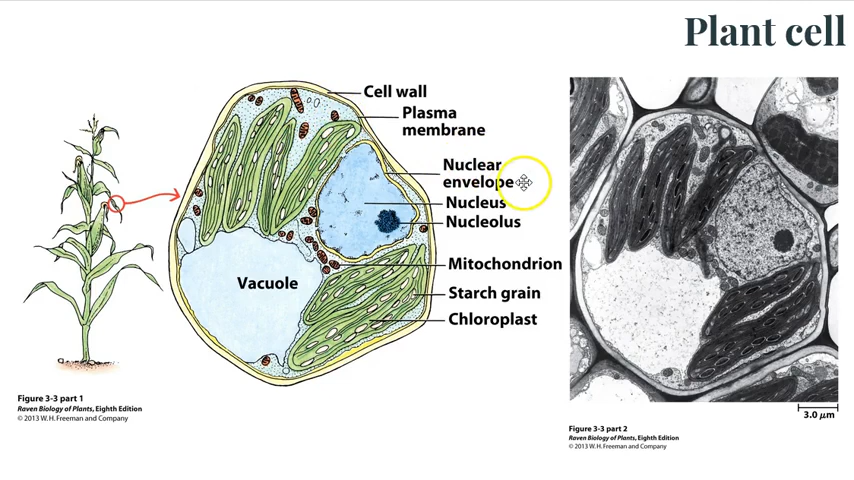 Plant cell
Cell wall
Plasma
membrane
Nuclear
envelope
Nucleus
Nucleolus
Mitochondrion
Vacuole
Starch grain
Chloroplast
Figure 3-3 part 1
Raven Biology of Plants, Eighth Edition
© 2013 W. H. Freeman and Company
3.0 μm
Figure 3-3 part 2
Raven Biology of Plants, Eighth Edition
© 2013 W. H. Freeman and Company